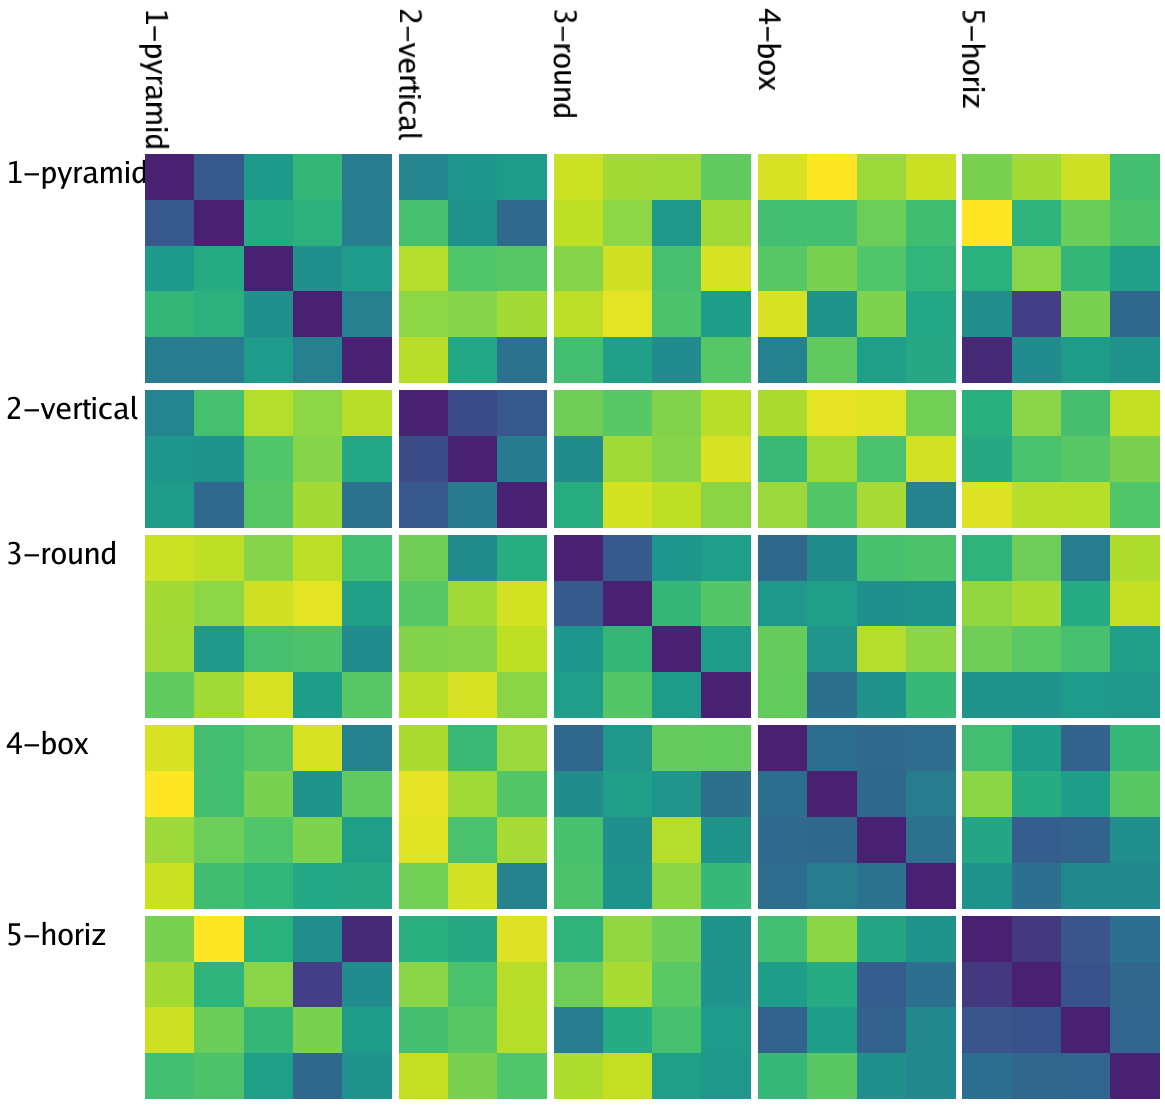 1-pyramid
2-vertical
3-round
4-box
5-horiz
1-pyramid
2-vertical
3-round
4-box
5-horiz